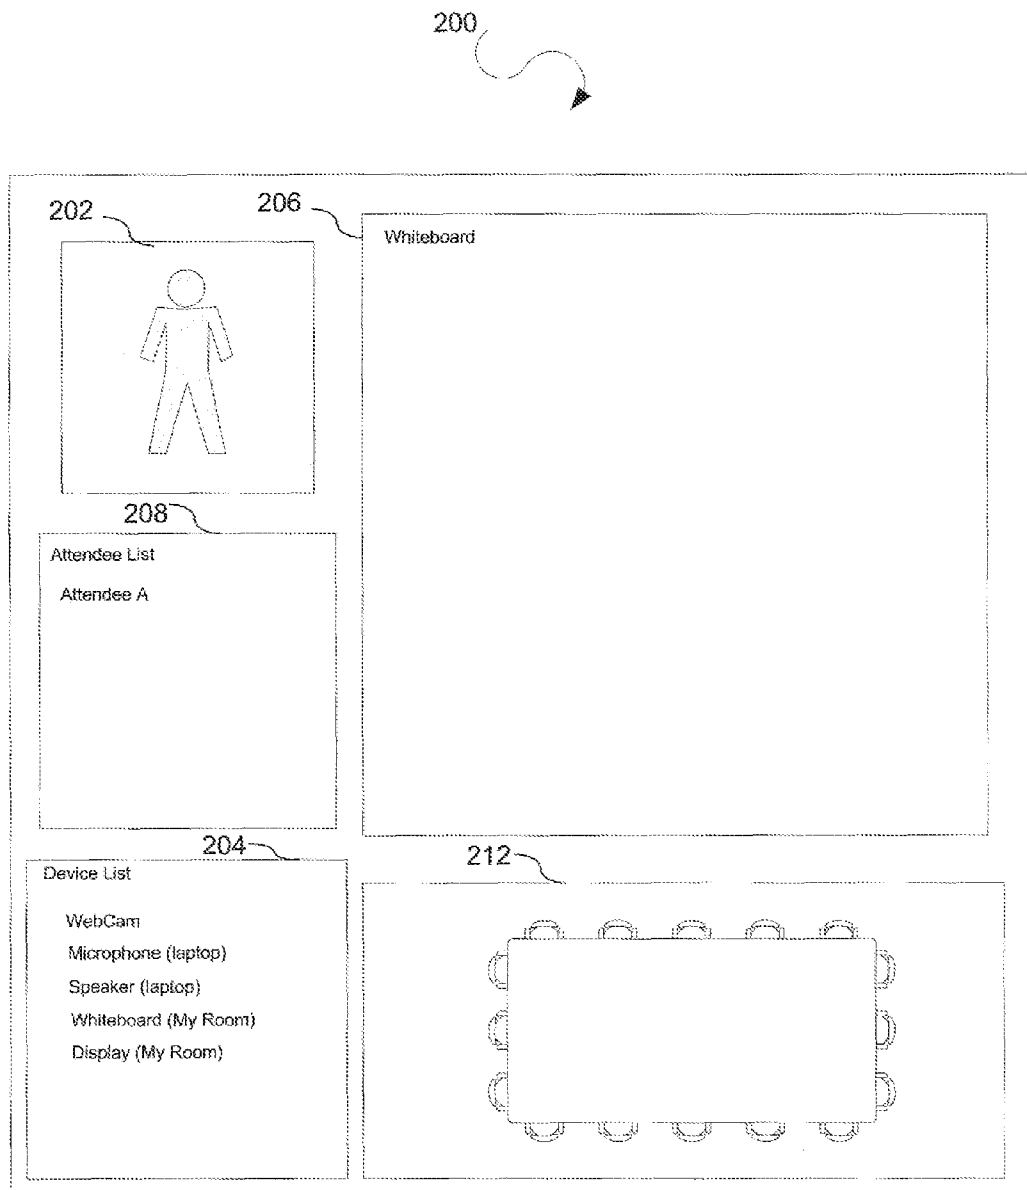 200
202
206
Whiteboard
208
Attendee List
Attendee A
204
Device List
WebCam
Microphone (laptop)
Speaker (laptop)
Whiteboard (My Room)
Display (My Room)
212